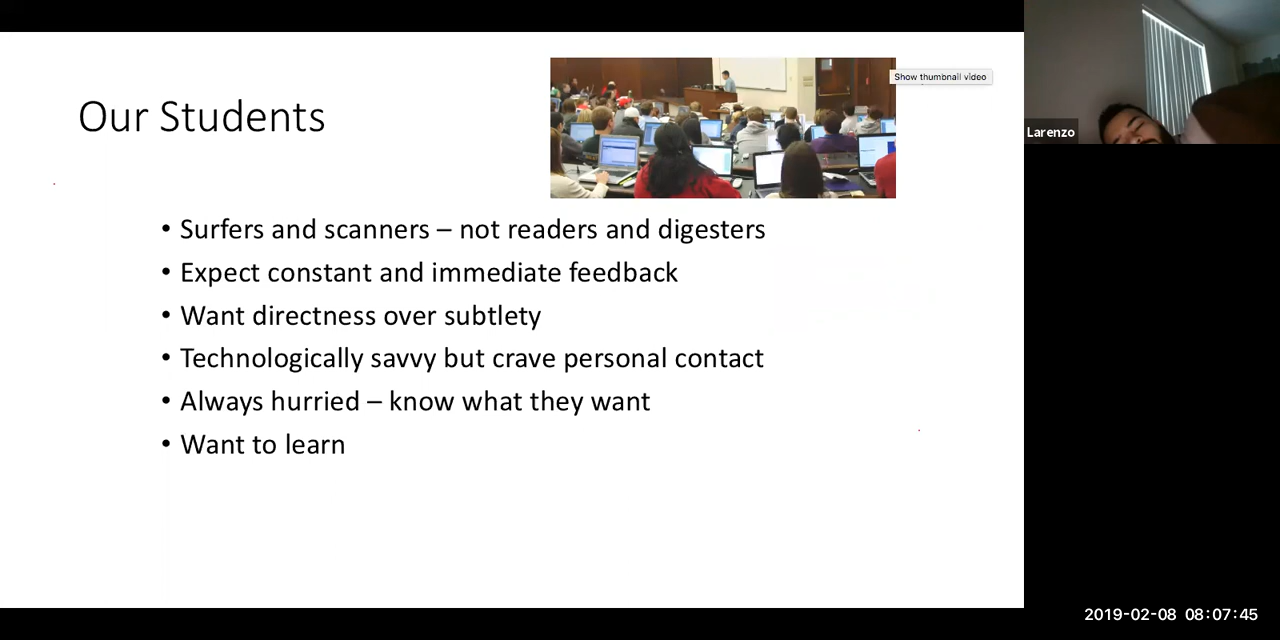 Our Students
Show thumbnail video
Larenzo
• Surfers and scanners – not readers and digesters
• Expect constant and immediate feedback
• Want directness over subtlety
• Technologically savvy but crave personal contact
• Always hurried – know what they want
• Want to learn
2019-02-08 08:07:45